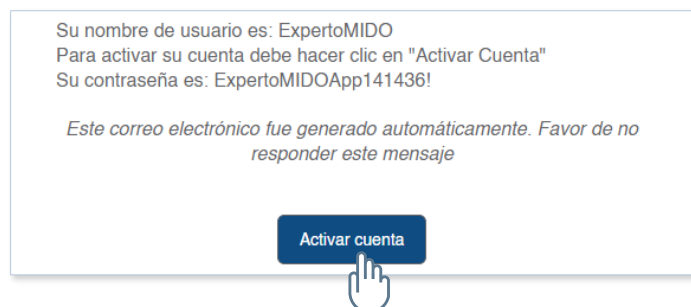 Su nombre de usuario es: ExpertoMIDO
Para activar su cuenta debe hacer clic en "Activar Cuenta"
Su contraseña es: ExpertoMIDOApp141436!
Este correo electrónico fue generado automáticamente. Favor de no
responder este mensaje
Activar cuenta